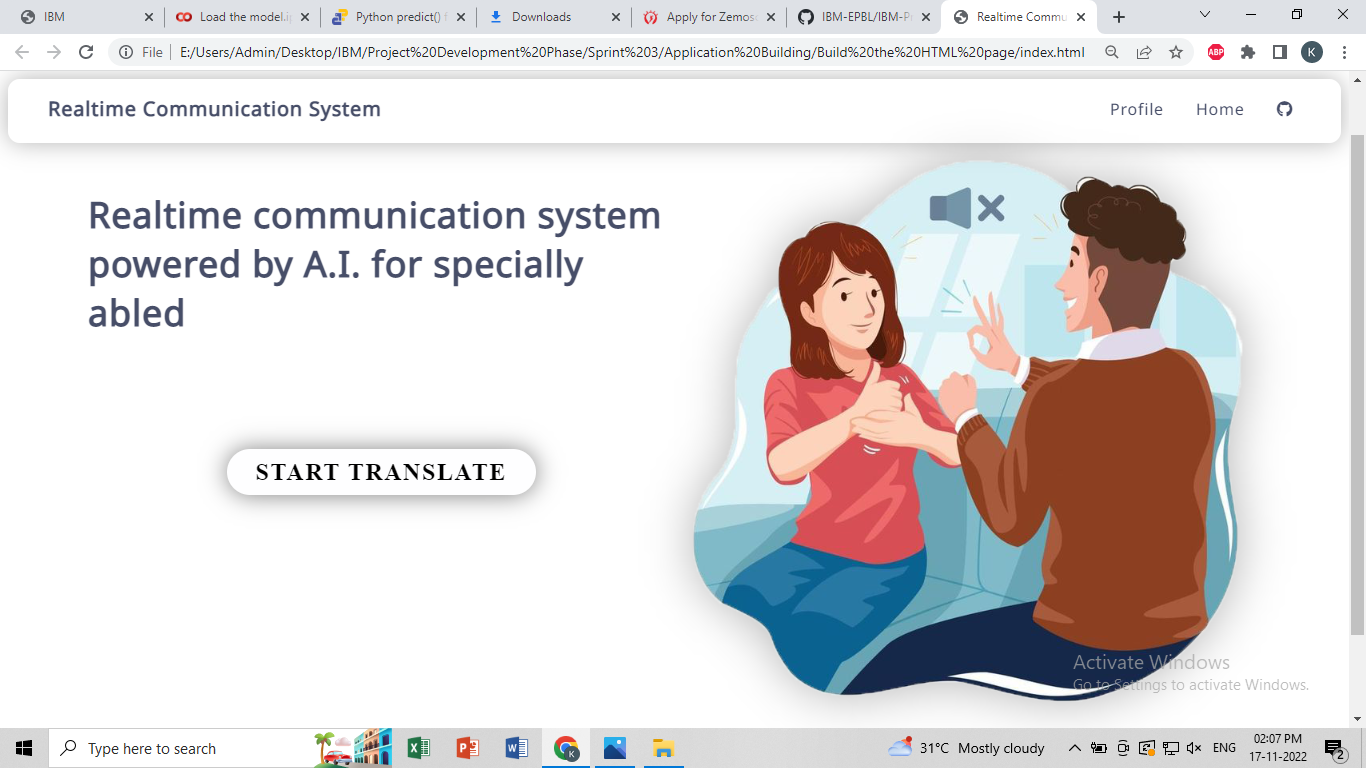 IBM
Load the model.i
Python predict() f
Downloads
Apply for Zemos
IBM-EPBL/IBM-P
Realtime Commu
File
E:/Users/Admin/Desktop/IBM/Project%20Development%20Phase/Sprint%203/Application%20Building/Build%20the%20HTML%20page/index.html
ABP
K
Realtime Communication System
Profile
Home
Realtime communication system
powered by A.I. for specially
abled
START TRANSLATE
Activate Windows
Go to Settings to activate Windows.
Type here to search
K
31°C Mostly cloudy
ENG
02:07 PM
17-11-2022
2